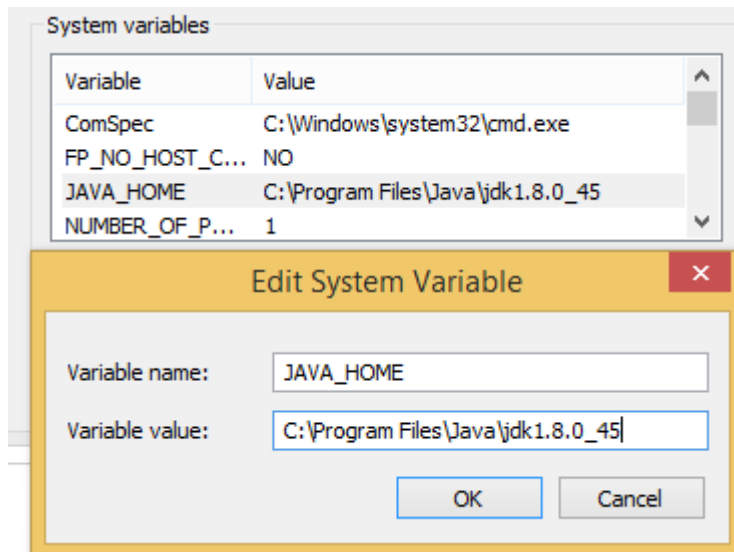 System variables
Variable Value
ComSpec C:\Windows\system32\cmd.exe
FP_NO_HOST_C... NO
JAVA_HOME C:\Program Files\Java\jdk1.8.0_45
NUMBER_OF_P... 1
Edit System Variable
Variable name: JAVA_HOME
Variable value: C:\Program Files\Java\jdk1.8.0_45
OK Cancel